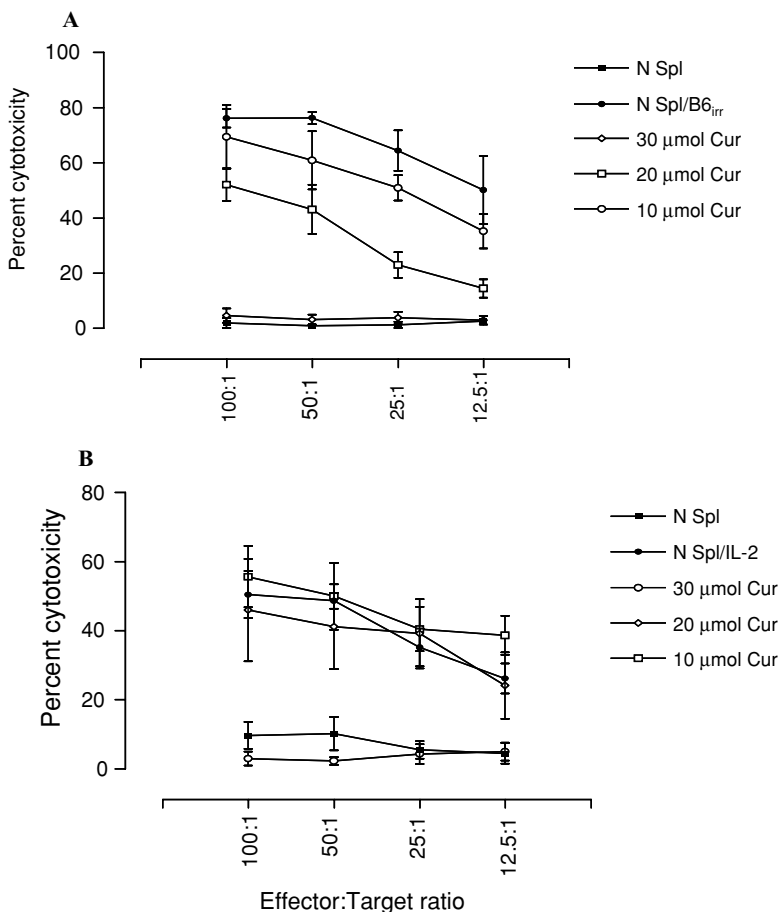 A
Percent cytotoxicity
100
80
60
40
20
0
100:1
50:1
25:1
12.5:1
N Spl
N Spl/B6irr
30 μmol Cur
20 μmol Cur
10 μmol Cur
B
Percent cytotoxicity
80
60
40
20
0
100:1
50:1
25:1
12.5:1
Effector:Target ratio
N Spl
N Spl/IL-2
30 μmol Cur
20 μmol Cur
10 μmol Cur